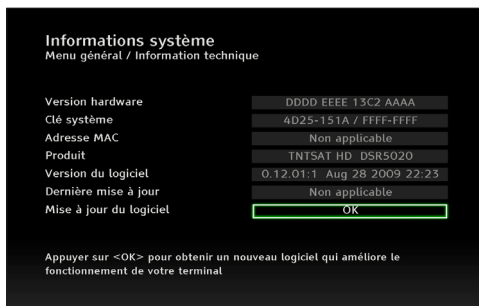 Informations système
Menu général / Information technique
Version hardware DDDD EEEE 13C2 AAAA
Clé système 4D25-151A / FFFF-FFFF
Adresse MAC Non applicable
Produit TNTSAT HD DSR5020
Version du logiciel 0.12.01:1 Aug 28 2009 22:23
Dernière mise à jour Non applicable
Mise à jour du logiciel OK
Appuyer sur <OK> pour obtenir un nouveau logiciel qui améliore le
fonctionnement de votre terminal